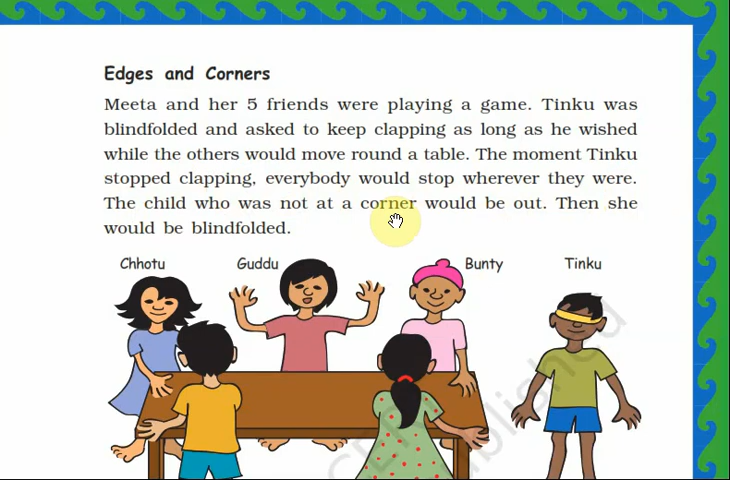 Edges and Corners
Meeta and her 5 friends were playing a game. Tinku was
blindfolded and asked to keep clapping as long as he wished
while the others would move round a table. The moment Tinku
stopped clapping, everybody would stop wherever they were.
The child who was not at a corner would be out. Then she
would be blindfolded.
Chhotu Guddu Bunty Tinku